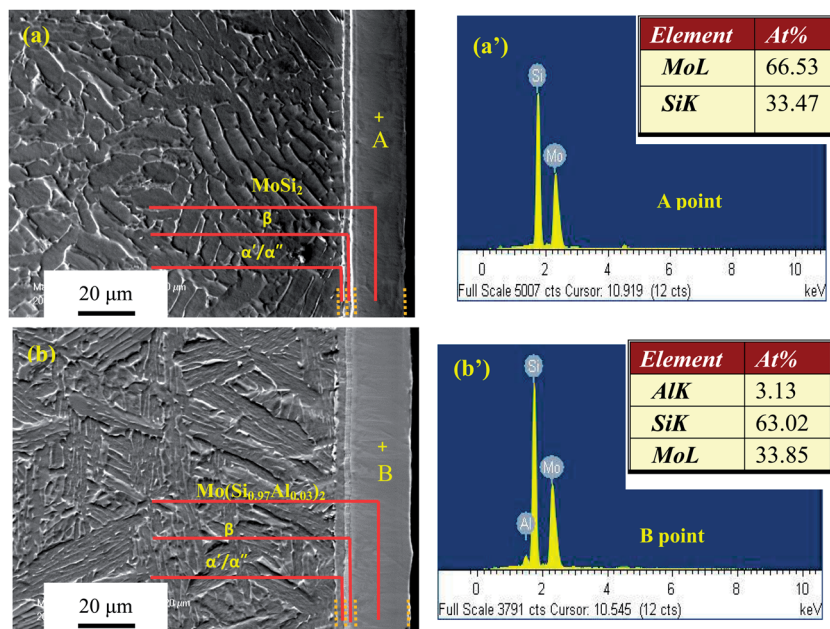 (a)
+
A
MoSi₂
β
α'/α''
20 μm
(a')
Element At%
MoL 66.53
SiK 33.47
Si
Mo
A point
0 2 4 6 8 10
Full Scale 5007 cts Cursor: 10.919 (12 cts) keV
(b)
+
B
Mo(Si₀.₉₇Al₀.₀₃)₂
β
α'/α''
20 μm
(b')
Element At%
AlK 3.13
SiK 63.02
MoL 33.85
Si
Mo
Al
B point
0 2 4 6 8 10
Full Scale 3791 cts Cursor: 10.545 (12 cts) keV